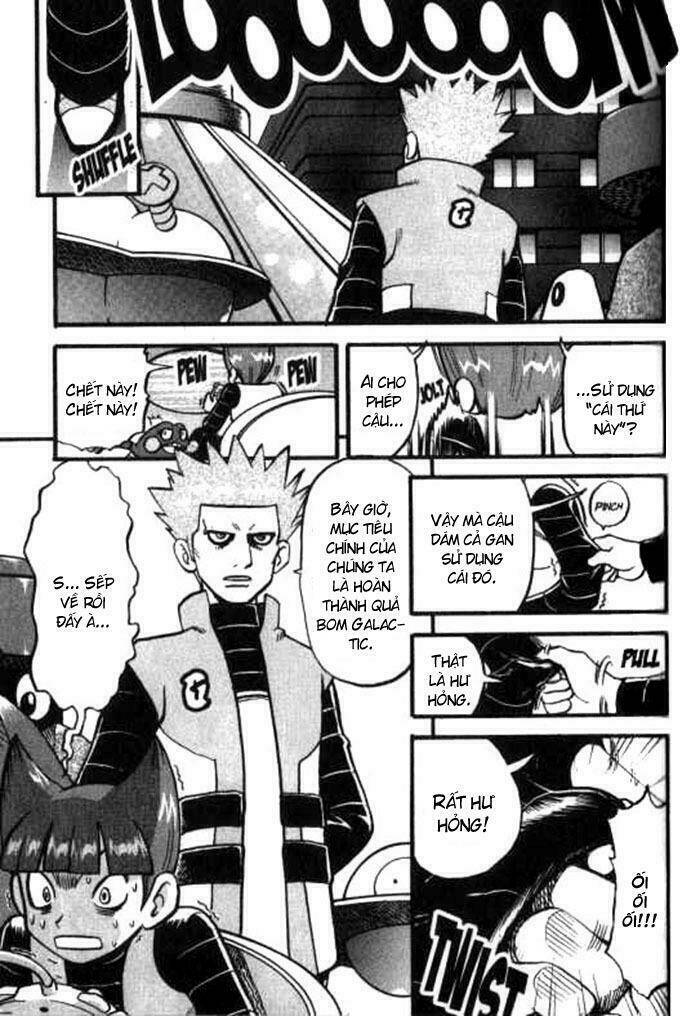 SHUFFLE
...SỬ DỤNG
"CÁI THỨ
NÀY"?
JOLT
AI CHO
PHÉP
CẬU...
PEW
PEW
CHẾT NÀY!
CHẾT NÀY!
PINCH
VẬY MÀ CẬU
DÁM CẢ GAN
SỬ DỤNG
CÁI ĐÓ.
PULL
THẬT
LÀ HƯ
HỎNG.
RẤT HƯ
HỎNG!
ỐI
ỐI
ỐI!!!
TWIST
BÂY GIỜ,
MỤC TIÊU
CHÍNH CỦA
CHÚNG TA
LÀ HOÀN
THÀNH QUẢ
BOM GALAC-
TIC.
S... SẾP
VỀ RỒI
ĐẤY À...